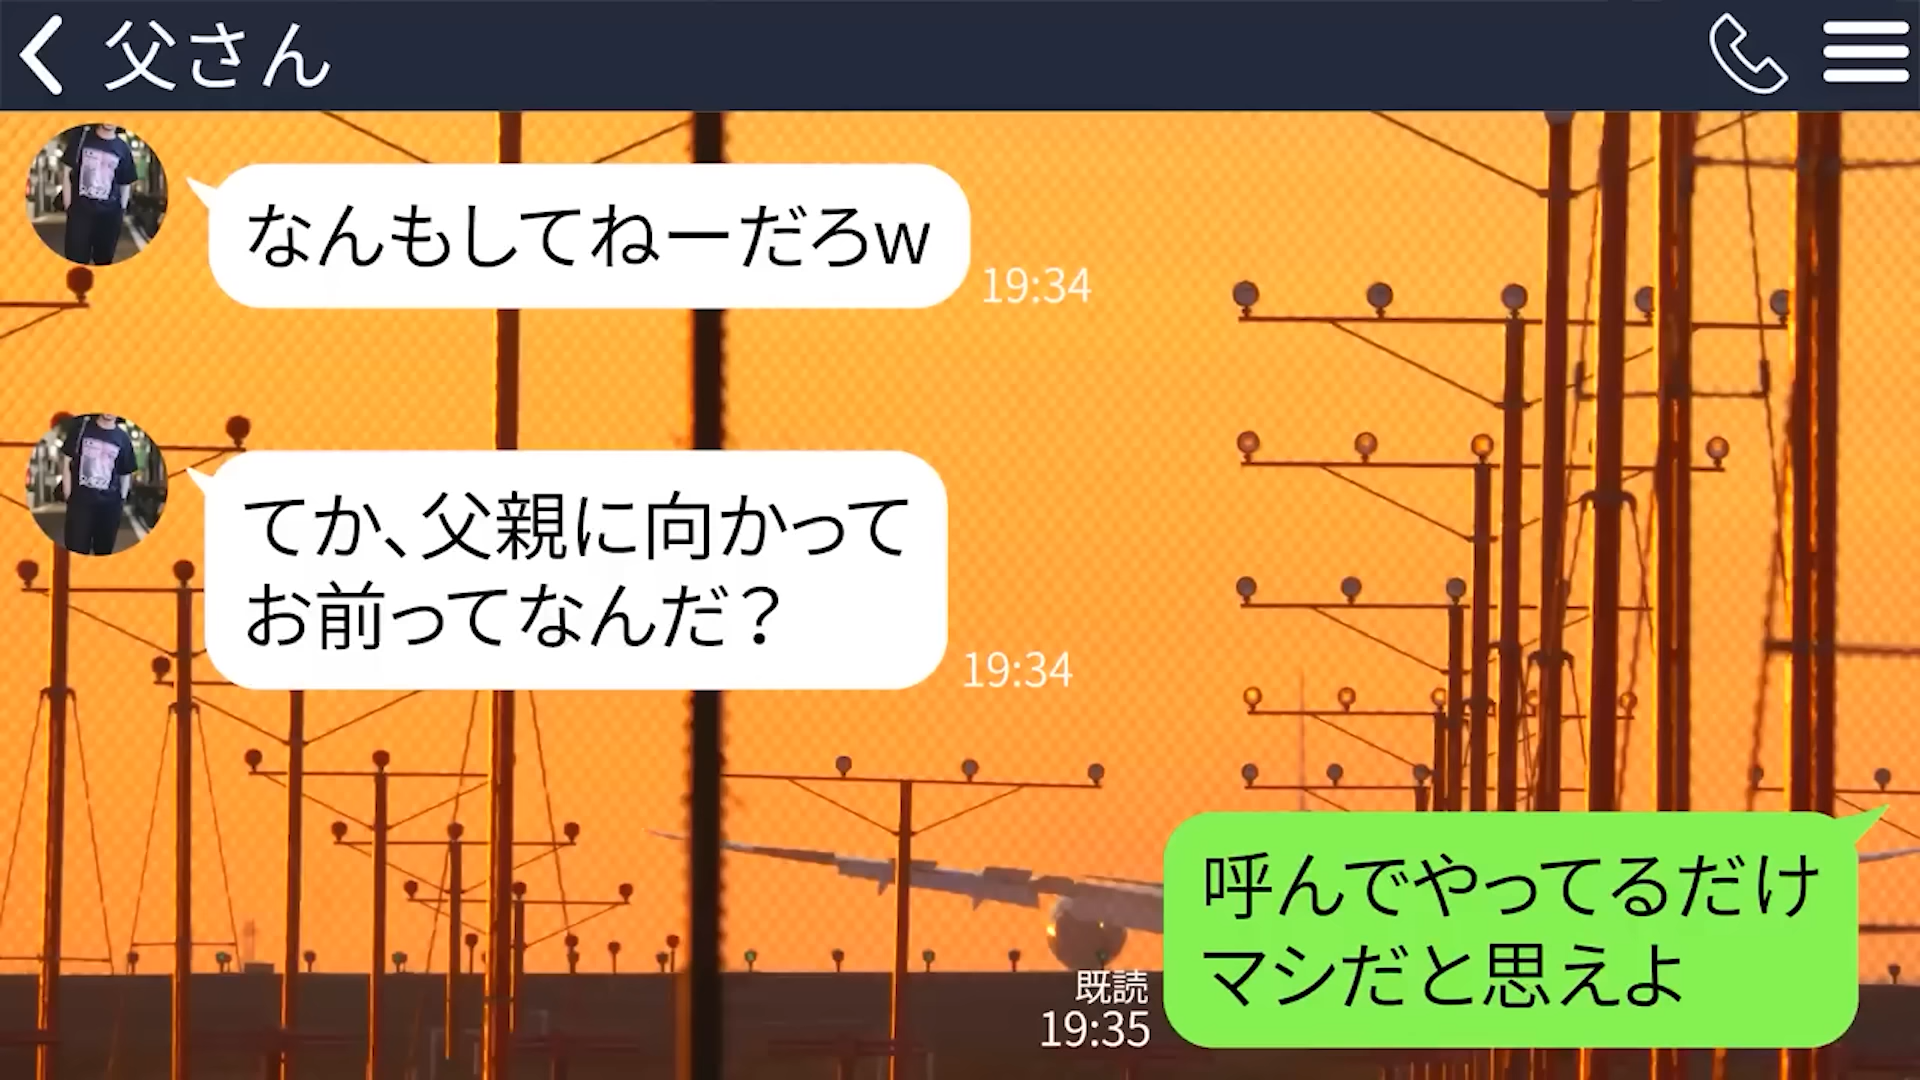 父さん
なんもしてねーだろw
19:34
てか、父親に向かって
お前ってなんだ？
19:34
呼んでやってるだけ
マシだと思えよ
既読
19:35